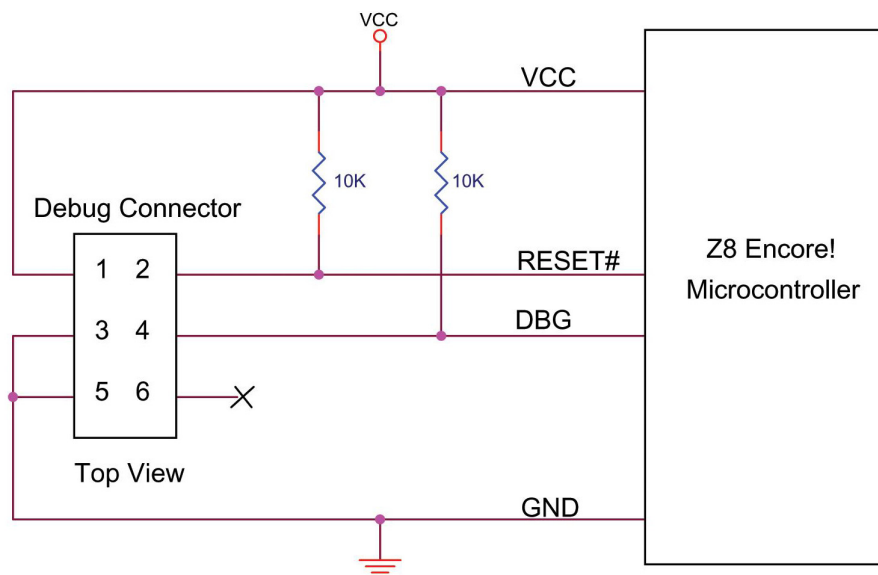 VCC
VCC
10K 10K
Debug Connector
1 2
RESET#
Z8 Encore!
Microcontroller
3 4
DBG
5 6
Top View
GND